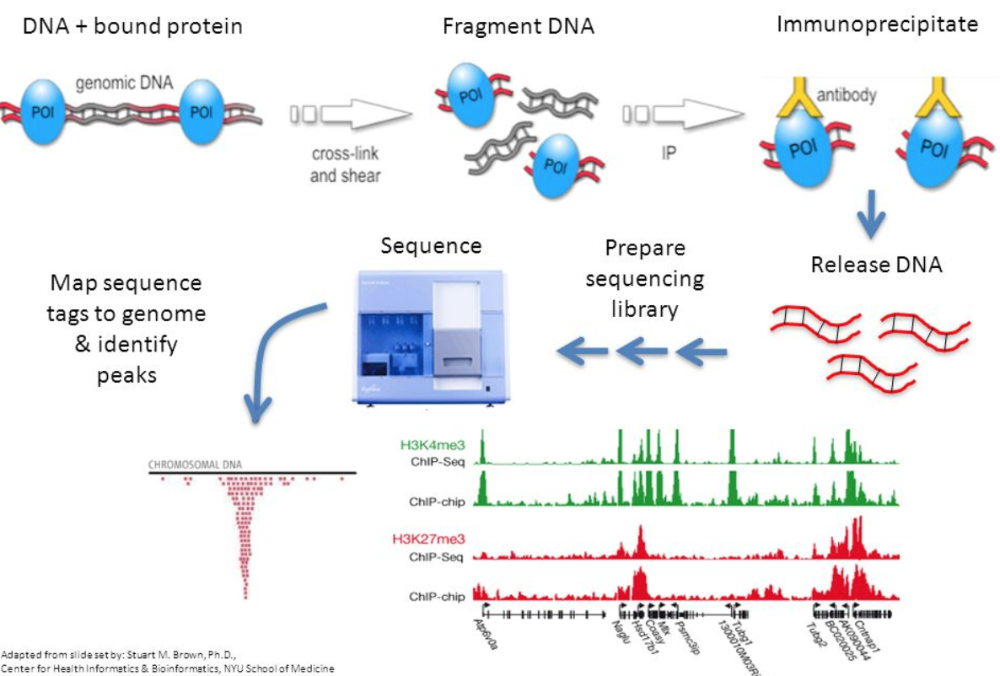 DNA + bound protein
Fragment DNA
Immunoprecipitate
genomic DNA
POI
POI
cross-link
and shear
POI
POI
IP
antibody
POI
POI
Release DNA
Prepare
sequencing
library
Sequence
Map sequence
tags to genome
& identify
peaks
CHROMOSOMAL DNA
H3K4me3
ChIP-Seq
ChIP-chip
H3K27me3
ChIP-Seq
ChIP-chip
Atp6v0a
Naglu
Hsd17b1
Coasy
Mlx
Psmc3ip
Tubg1
Tubg2
BC020025
AK090044
Cntnap1
Adapted from slide set by: Stuart M. Brown, Ph.D.,
Center for Health Informatics & Bioinformatics, NYU School of Medicine